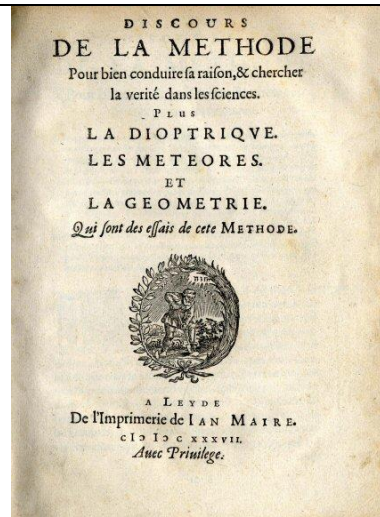 DISCOURS
DE LA METHODE
Pour bien conduire ſa raiſon, & chercher
la verité dans les ſciences.
PLUS
LA DIOPTRIQVE.
LES METEORES.
ET
LA GEOMETRIE.
Qui ſont des eſſais de cete METHODE.
A LEYDE
De l'Imprimerie de IAN MAIRE.
cIↄ Iↄ c xxxvii.
Auec Priuilege.